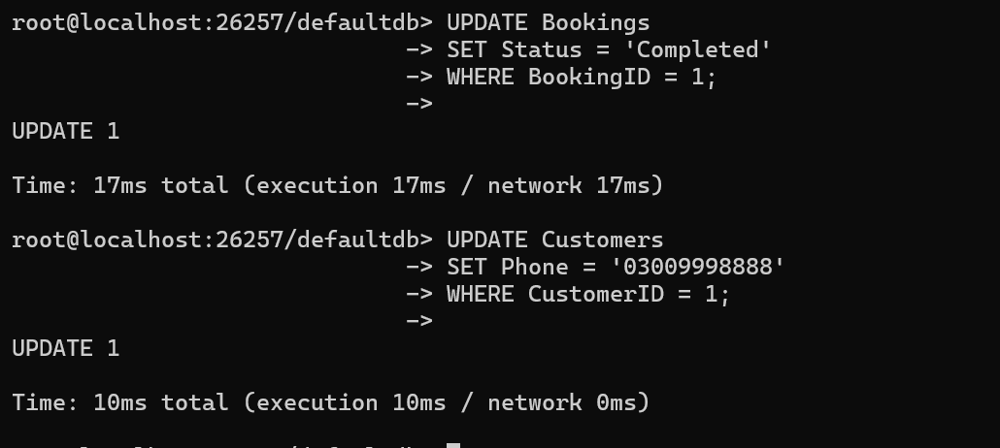 root@localhost:26257/defaultdb> UPDATE Bookings
-> SET Status = 'Completed'
-> WHERE BookingID = 1;
->
UPDATE 1
Time: 17ms total (execution 17ms / network 17ms)
root@localhost:26257/defaultdb> UPDATE Customers
-> SET Phone = '03009998888'
-> WHERE CustomerID = 1;
->
UPDATE 1
Time: 10ms total (execution 10ms / network 0ms)